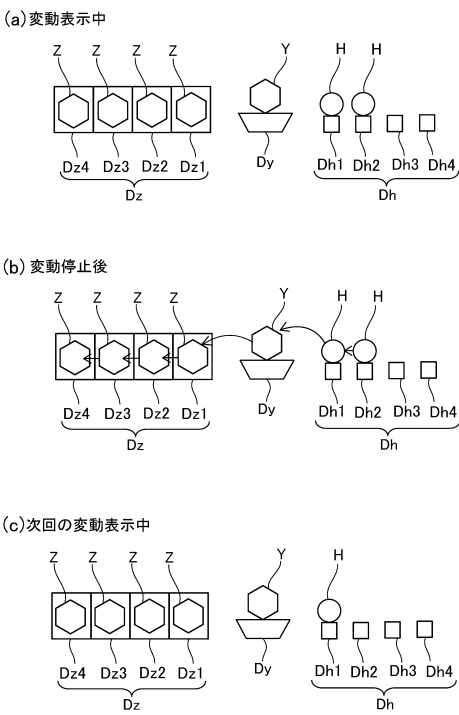 (a) 変動表示中
Z Z Z Z Y H H
Dz4 Dz3 Dz2 Dz1 Dy Dh1 Dh2 Dh3 Dh4
Dz Dh
(b) 変動停止後
Z Z Z Z Y H H
Dz4 Dz3 Dz2 Dz1 Dy Dh1 Dh2 Dh3 Dh4
Dz Dh
(c) 次回の変動表示中
Z Z Z Z Y H
Dz4 Dz3 Dz2 Dz1 Dy Dh1 Dh2 Dh3 Dh4
Dz Dh